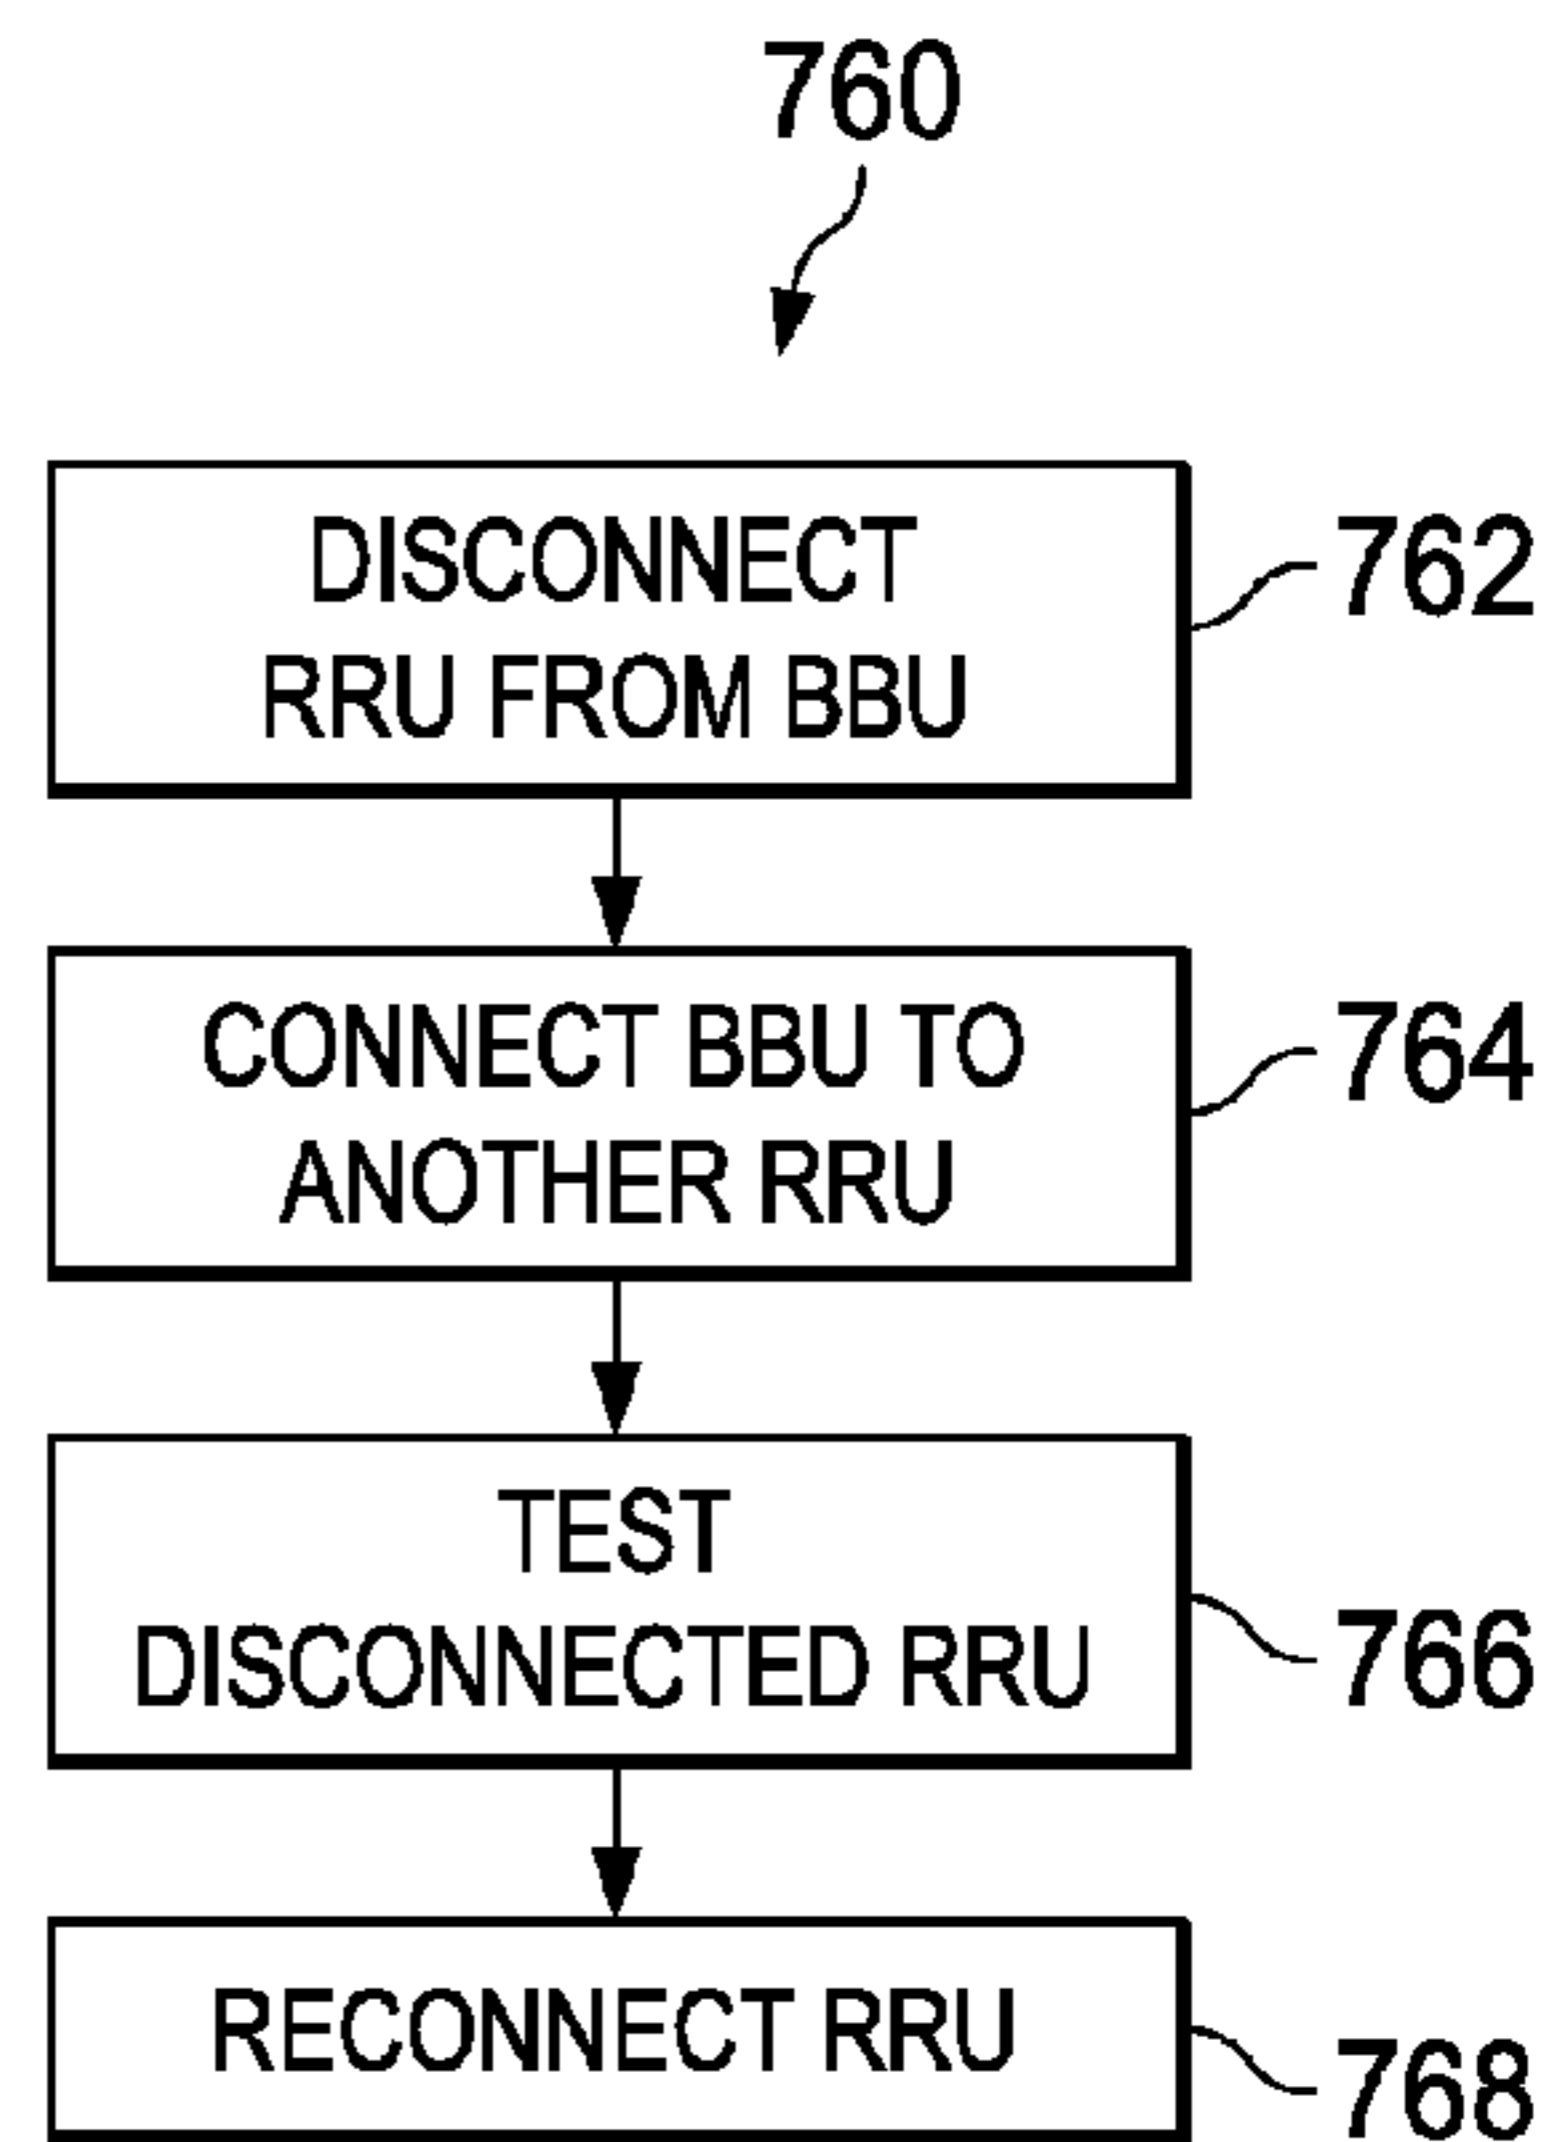 760
DISCONNECT
RRU FROM BBU
762
CONNECT BBU TO
ANOTHER RRU
764
TEST
DISCONNECTED RRU
766
RECONNECT RRU
768